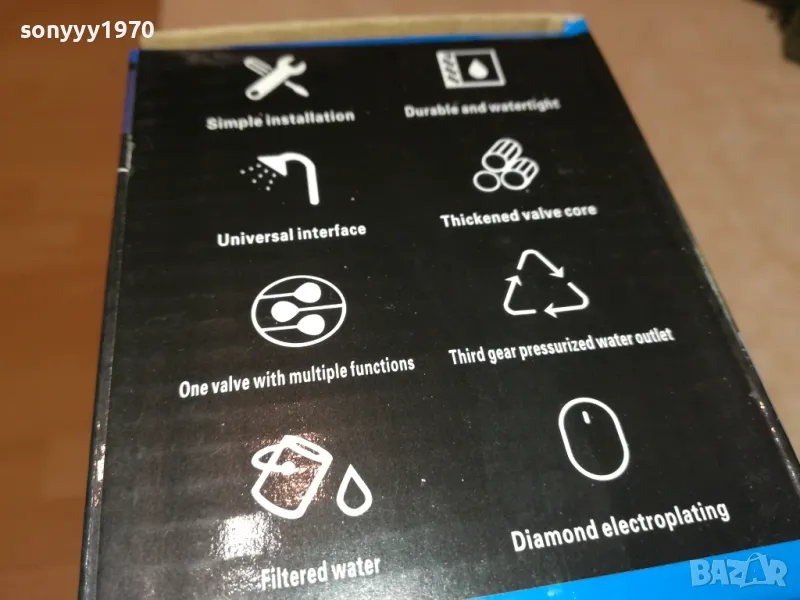 sonyyy1970
Simple installation
Durable and watertight
Universal interface
Thickened valve core
One valve with multiple functions
Third gear pressurized water outlet
Filtered water
Diamond electroplating
BAZAR